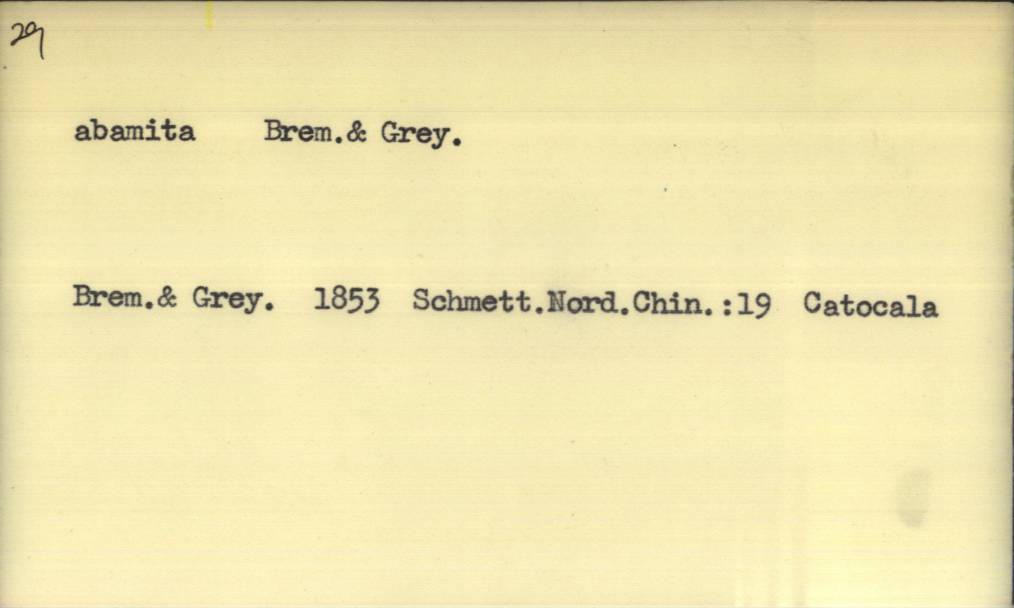 29
abamita Brem.& Grey.
Brem.& Grey. 1853 Schmett.Nord.Chin.:19 Catocala